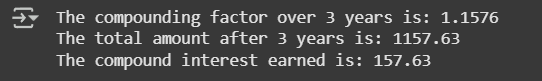 The compounding factor over 3 years is: 1.1576
The total amount after 3 years is: 1157.63
The compound interest earned is: 157.63